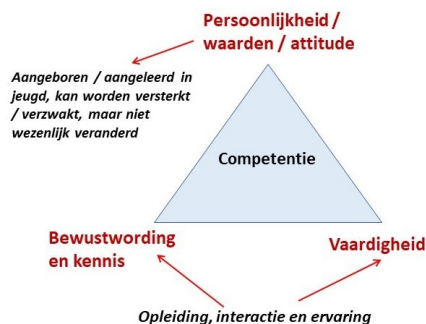 Persoonlijkheid /
waarden / attitude
Aangeboren / aangeleerd in
jeugd, kan worden versterkt
/ verzwakt, maar niet
wezenlijk veranderd
Competentie
Bewustwording
en kennis
Vaardigheid
Opleiding, interactie en ervaring